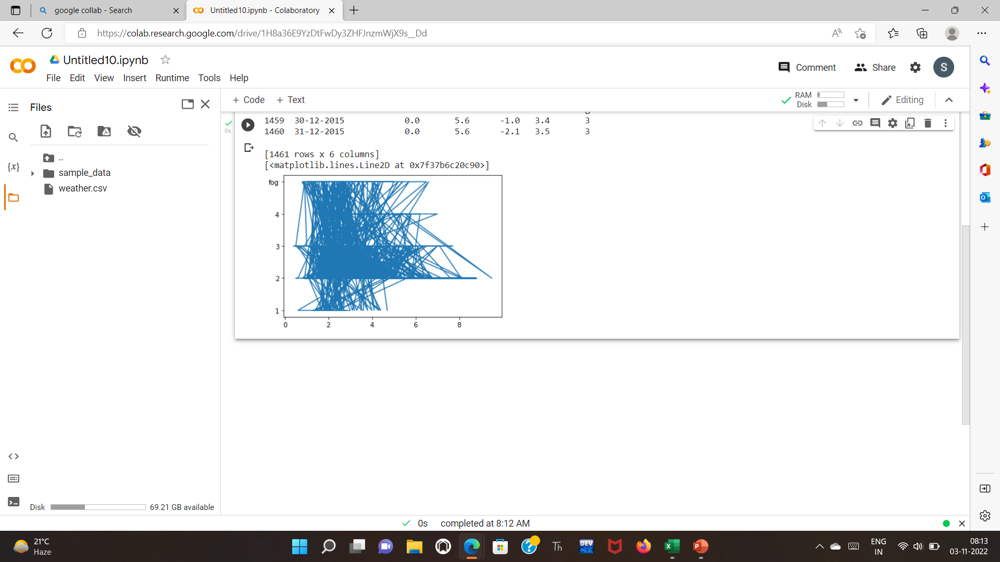 google collab - Search
Untitled10.ipynb - Colaboratory
https://colab.research.google.com/drive/1H8a36E9YzDtFwDy3ZHFJnzmWjX9s__Dd
Untitled10.ipynb
File Edit View Insert Runtime Tools Help
Comment
Share
S
Files
+ Code + Text
RAM
Disk
Editing
..
sample_data
weather.csv
{x}
0s
1459 30-12-2015 0.0 5.6 -1.0 3.4 3
1460 31-12-2015 0.0 5.6 -2.1 3.5 3
[1461 rows x 6 columns]
[<matplotlib.lines.Line2D at 0x7f37b6c20c90>]
fog
4
3
2
1
0 2 4 6 8
Disk 69.21 GB available
0s completed at 8:12 AM
21°C
Haze
Th
DEV
C++
ENG
IN
08:13
03-11-2022